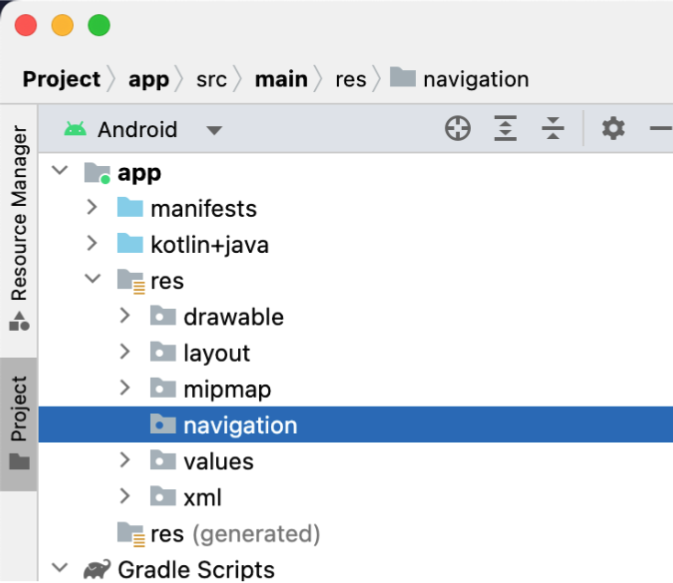 Project app src main res navigation
Resource Manager
Project
Android
app
manifests
kotlin+java
res
drawable
layout
mipmap
navigation
values
xml
res (generated)
Gradle Scripts